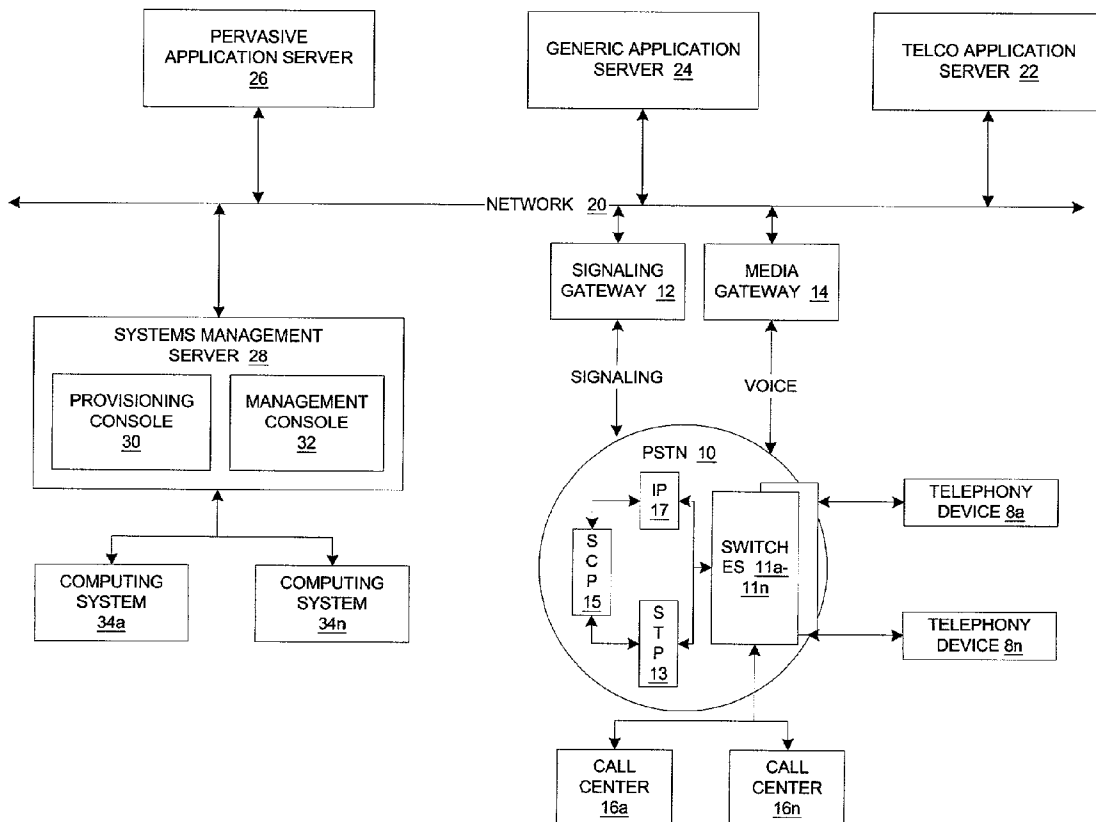 PERVASIVE
APPLICATION SERVER
26
GENERIC APPLICATION
SERVER 24
TELCO APPLICATION
SERVER 22
NETWORK 20
SIGNALING
GATEWAY 12
MEDIA
GATEWAY 14
SYSTEMS MANAGEMENT
SERVER 28
PROVISIONING
CONSOLE
30
MANAGEMENT
CONSOLE
32
SIGNALING
VOICE
PSTN 10
IP
17
S
C
P
15
S
T
P
13
SWITCH
ES 11a-
11n
TELEPHONY
DEVICE 8a
TELEPHONY
DEVICE 8n
COMPUTING
SYSTEM
34a
COMPUTING
SYSTEM
34n
CALL
CENTER
16a
CALL
CENTER
16n